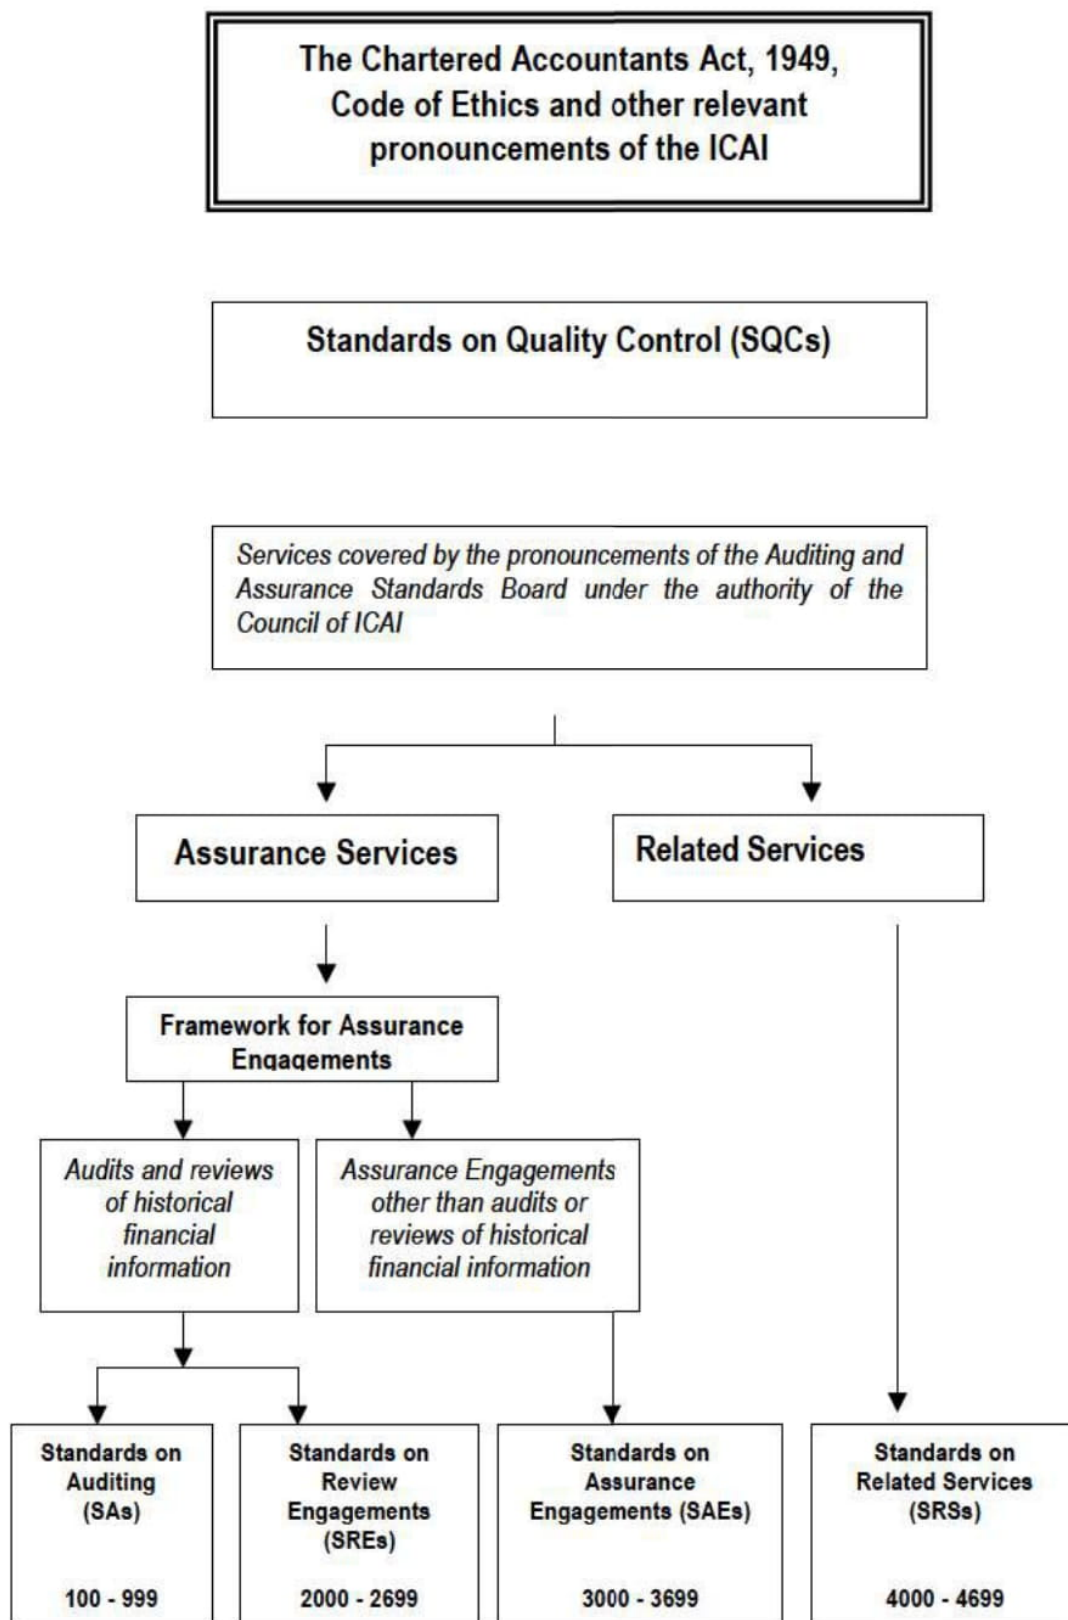 The Chartered Accountants Act, 1949,
Code of Ethics and other relevant
pronouncements of the ICAI
Standards on Quality Control (SQCs)
Services covered by the pronouncements of the Auditing and
Assurance Standards Board under the authority of the
Council of ICAI
Assurance Services
Related Services
Framework for Assurance
Engagements
Audits and reviews
of historical
financial
information
Assurance Engagements
other than audits or
reviews of historical
financial information
Standards on
Auditing
(SAs)
100 - 999
Standards on
Review
Engagements
(SREs)
2000 - 2699
Standards on
Assurance
Engagements (SAEs)
3000 - 3699
Standards on
Related Services
(SRSs)
4000 - 4699